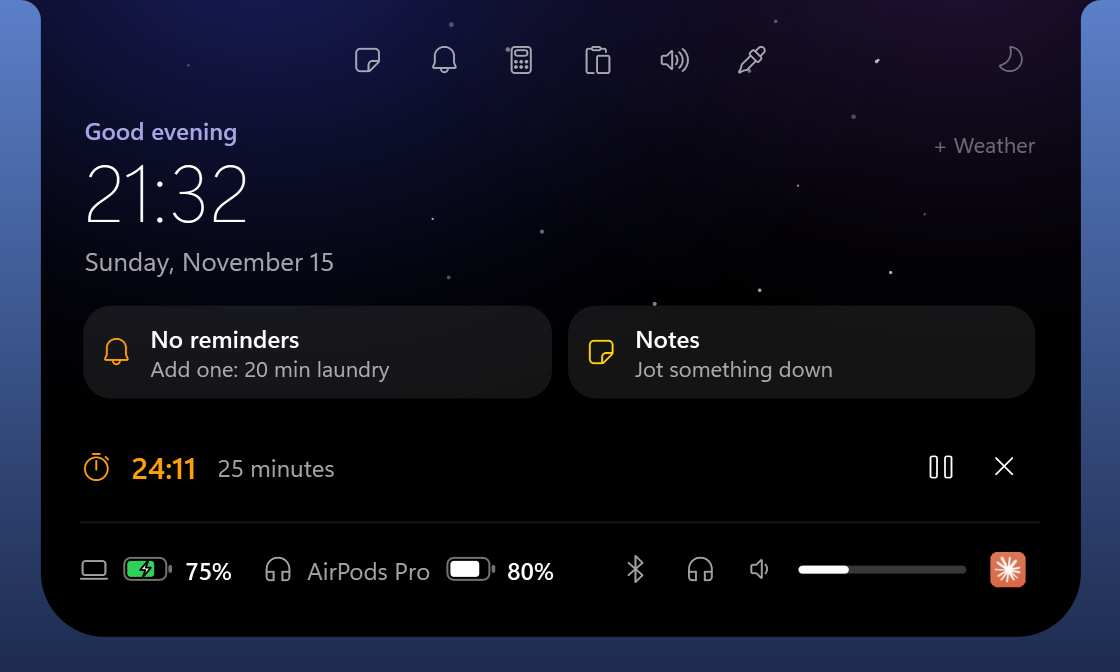 Good evening
+ Weather
21:32
Sunday, November 15
No reminders
Add one: 20 min laundry
Notes
Jot something down
24:11 25 minutes
75% AirPods Pro 80%